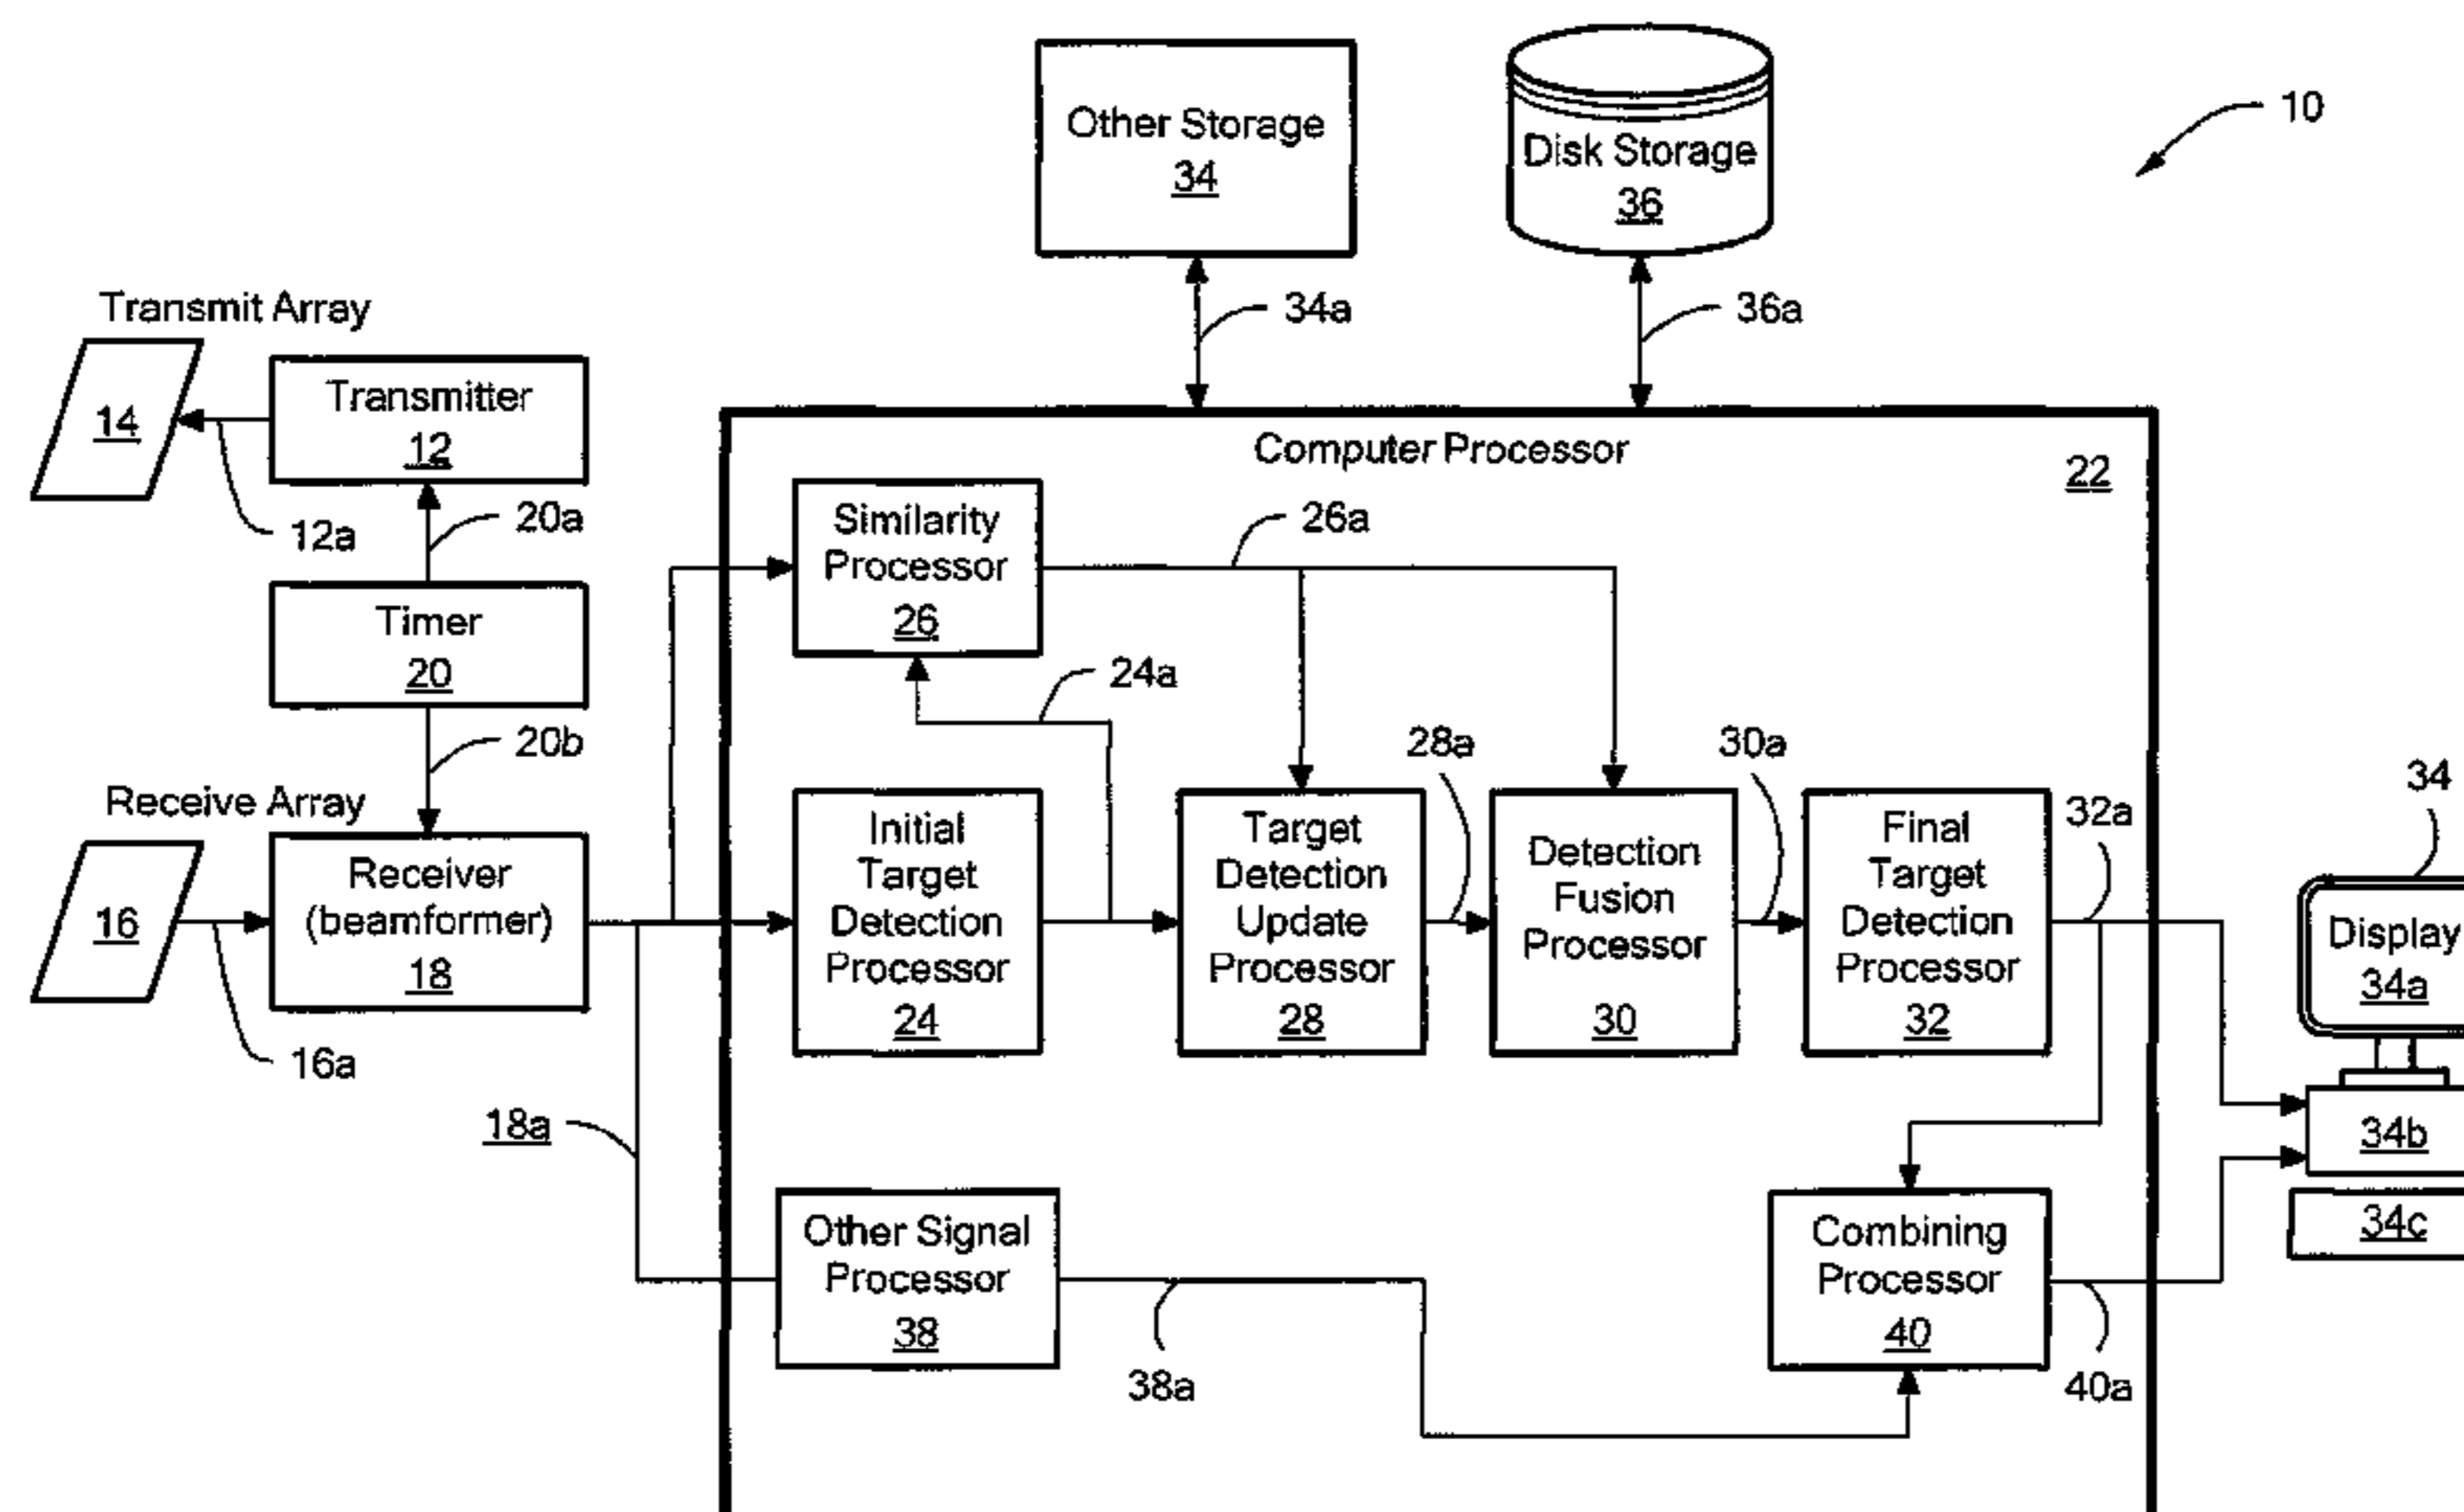 Other Storage
34
Disk Storage
36
10
34a
36a
Transmit Array
14
Transmitter
12
12a
20a
Timer
20
20b
Receive Array
16
16a
Receiver
(beamformer)
18
18a
Computer Processor
22
Similarity
Processor
26
26a
24a
Initial
Target
Detection
Processor
24
Target
Detection
Update
Processor
28
28a
Detection
Fusion
Processor
30
30a
Final
Target
Detection
Processor
32
32a
34
Display
34a
34b
34c
Other Signal
Processor
38
38a
Combining
Processor
40
40a